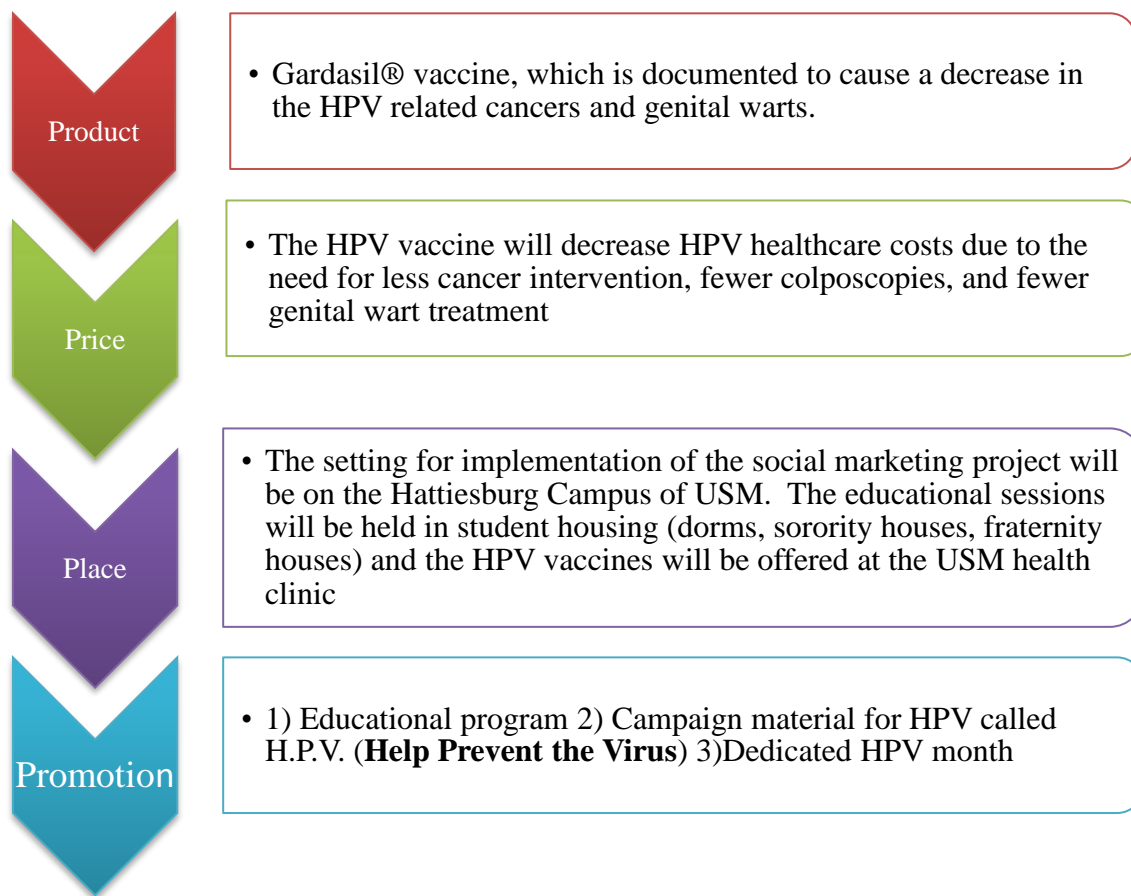 Product
• Gardasil® vaccine, which is documented to cause a decrease in
the HPV related cancers and genital warts.
Price
• The HPV vaccine will decrease HPV healthcare costs due to the
need for less cancer intervention, fewer colposcopies, and fewer
genital wart treatment
Place
• The setting for implementation of the social marketing project will
be on the Hattiesburg Campus of USM.  The educational sessions
will be held in student housing (dorms, sorority houses, fraternity
houses) and the HPV vaccines will be offered at the USM health
clinic
Promotion
• 1) Educational program 2) Campaign material for HPV called
H.P.V. (Help Prevent the Virus) 3)Dedicated HPV month